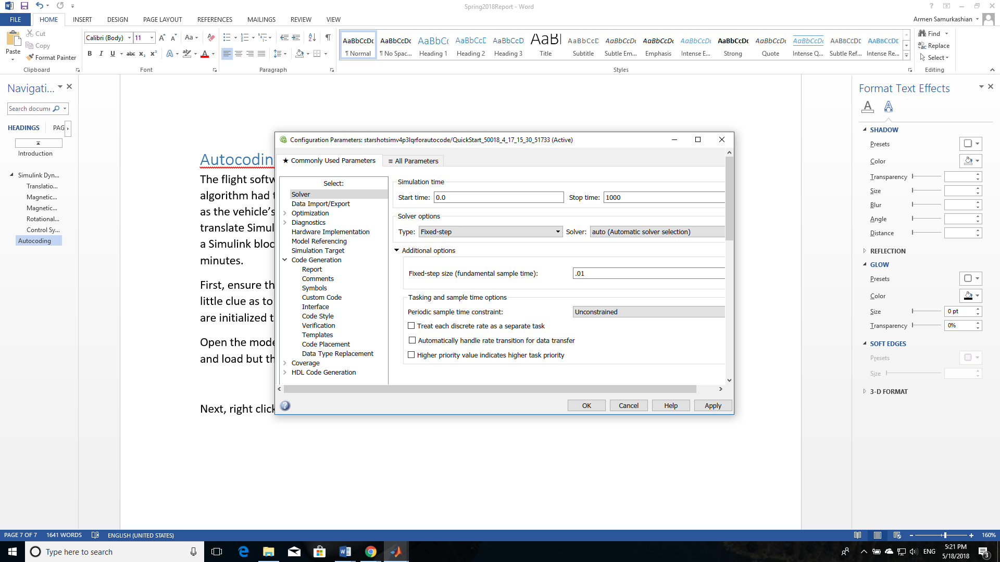 Spring2018Report - Word
FILE HOME INSERT DESIGN PAGE LAYOUT REFERENCES MAILINGS REVIEW VIEW
Armen Samurkashian
Paste
Cut
Copy
Format Painter
Clipboard
Calibri (Body) 11
Font
Paragraph
AaBbCcDc AaBbCcDc AaBbCc AaBbCcD AaBbCcD AaBl AaBbCcD AaBbCcDc AaBbCcDc AaBbCcDc AaBbCcDc AaBbCcDc AaBbCcDc AABBCCDE AABBCCDE
¶ Normal ¶ No Spac... Heading 1 Heading 2 Heading 3 Title Subtitle Subtle Em... Emphasis Intense E... Strong Quote Intense Q... Subtle Ref... Intense Re...
Styles
Find
Replace
Select
Editing
Navigati...
Search docume
HEADINGS PAG
Introduction
Simulink Dyn...
Translatio...
Magnetic...
Magnetic...
Rotational...
Control Sy...
Autocoding
Autocodin
The flight softw
algorithm had t
as the vehicle's
translate Simul
a Simulink bloc
minutes.
First, ensure th
little clue as to
are initialized t
Open the mode
and load but th
Next, right click
Configuration Parameters: starshotsimv4p3lqrforautocode/QuickStart_50018_4_17_15_30_51733 (Active)
★ Commonly Used Parameters
≡ All Parameters
Select:
Solver
Data Import/Export
Optimization
Diagnostics
Hardware Implementation
Model Referencing
Simulation Target
Code Generation
Report
Comments
Symbols
Custom Code
Interface
Code Style
Verification
Templates
Code Placement
Data Type Replacement
Coverage
HDL Code Generation
Simulation time
Start time: 0.0 Stop time: 1000
Solver options
Type: Fixed-step Solver: auto (Automatic solver selection)
Additional options
Fixed-step size (fundamental sample time): .01
Tasking and sample time options
Periodic sample time constraint: Unconstrained
Treat each discrete rate as a separate task
Automatically handle rate transition for data transfer
Higher priority value indicates higher task priority
OK Cancel Help Apply
Format Text Effects
SHADOW
Presets
Color
Transparency
Size
Blur
Angle
Distance
REFLECTION
GLOW
Presets
Color
Size 0 pt
Transparency 0%
SOFT EDGES
Presets
Size
3-D FORMAT
PAGE 7 OF 7 1641 WORDS ENGLISH (UNITED STATES) 160%
Type here to search
ENG
5:21 PM
5/18/2018
3